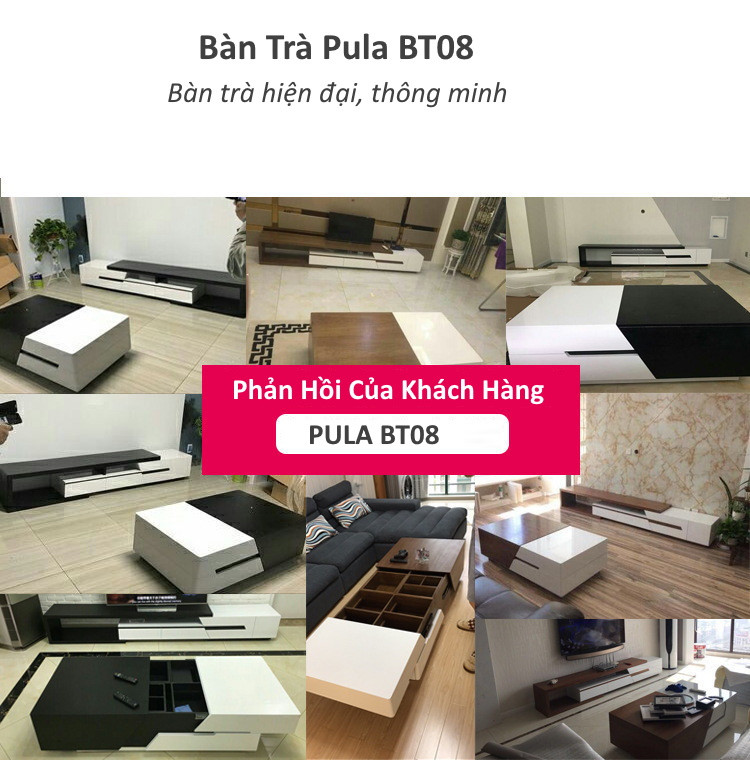 Bàn Trà Pula BT08
Bàn trà hiện đại, thông minh
Phản Hồi Của Khách Hàng
PULA BT08